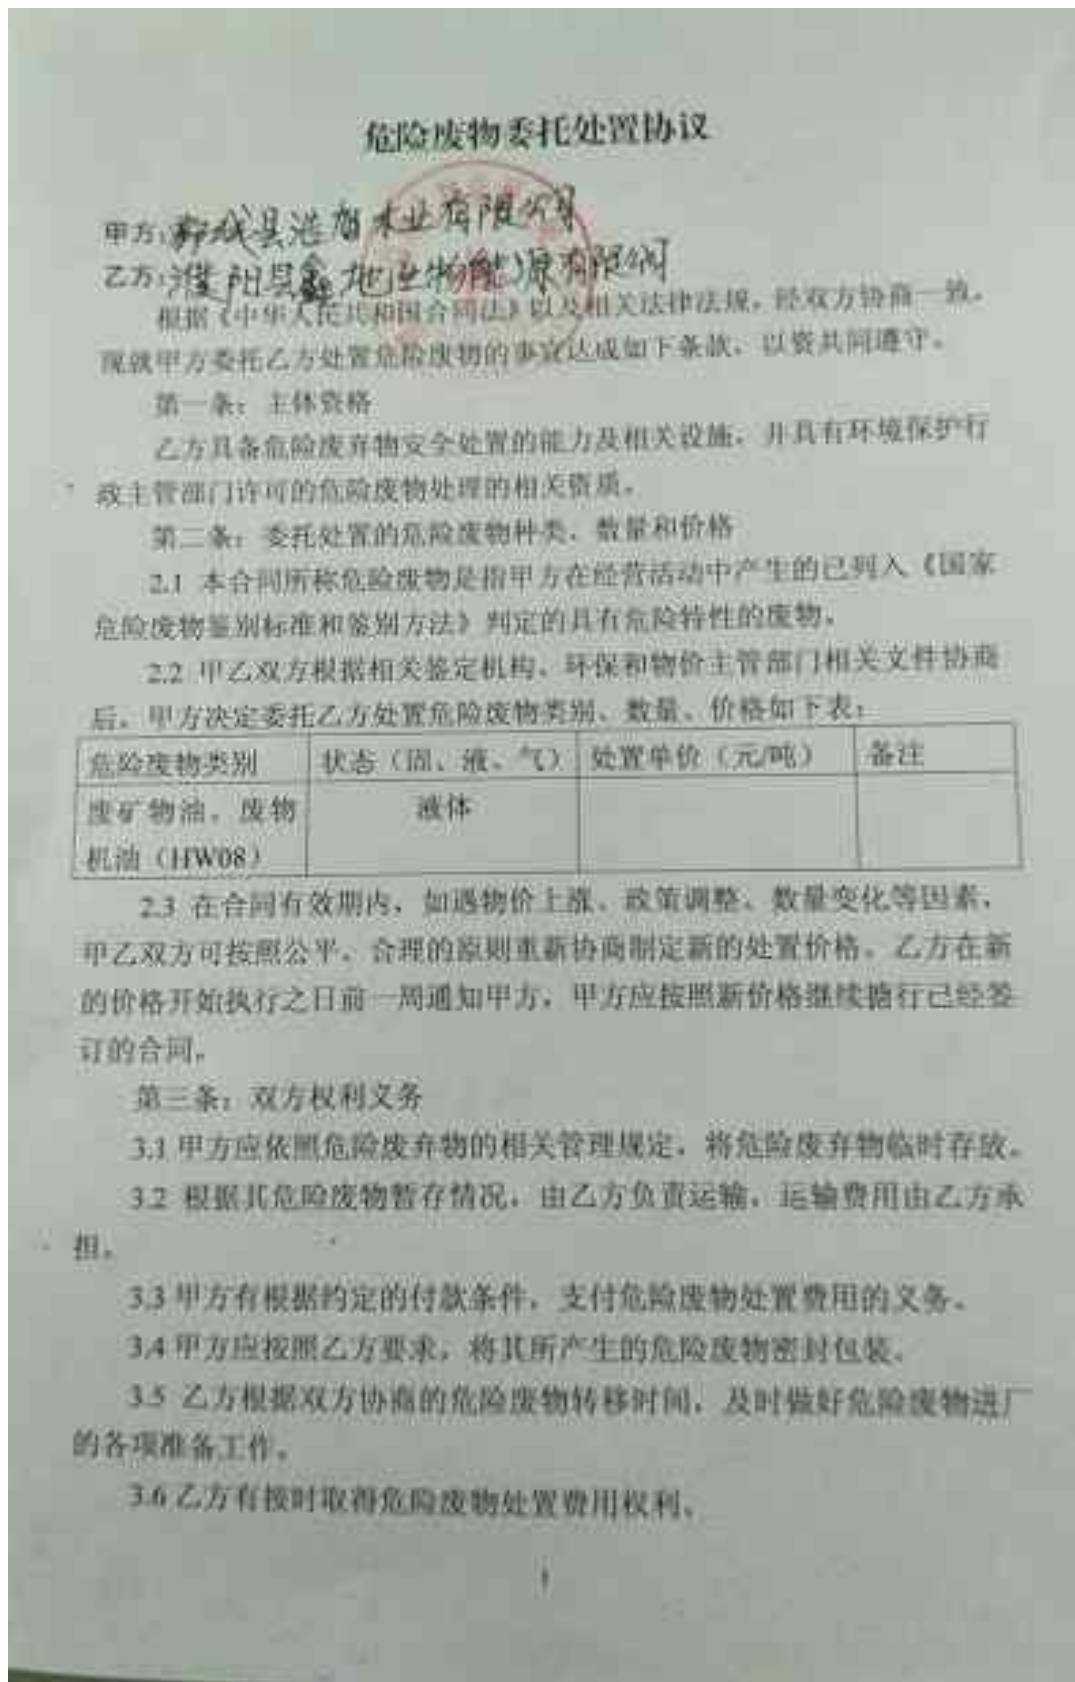 危险废物委托处置协议
甲方:城县浩智木业有限公司
乙方:濮阳县鑫地生物能源有限公司
根据《中华人民共和国合同法》以及相关法律法规,经双方协商一致,
现就甲方委托乙方处置危险废物的事宜达成如下条款、以资共同遵守。
第一条:主体资格
乙方具备危险废弃物安全处置的能力及相关设施,并具有环境保护行
政主管部门许可的危险废物处理的相关资质。
第二条:委托处置的危险废物种类、数量和价格
2.1 本合同所称危险废物是指甲方在经营活动中产生的已列入《国家
危险废物鉴别标准和鉴别方法》判定的具有危险特性的废物。
2.2 甲乙双方根据相关鉴定机构、环保和物价主管部门相关文件协商
后,甲方决定委托乙方处置危险废物类别、数量、价格如下表:
危险废物类别 状态(固、液、气) 处置单价(元/吨) 备注
废矿物油、废物 液体
机油(HW08)
2.3 在合同有效期内,如遇物价上涨、政策调整、数量变化等因素,
甲乙双方可按照公平、合理的原则重新协商制定新的处置价格。乙方在新
的价格开始执行之日前一周通知甲方,甲方应按照新价格继续履行已经签
订的合同。
第三条:双方权利义务
3.1 甲方应依照危险废弃物的相关管理规定,将危险废弃物临时存放。
3.2 根据其危险废物暂存情况,由乙方负责运输,运输费用由乙方承
担。
3.3 甲方有根据约定的付款条件,支付危险废物处置费用的义务。
3.4 甲方应按照乙方要求,将其所产生的危险废物密封包装。
3.5 乙方根据双方协商的危险废物转移时间,及时做好危险废物进厂
的各项准备工作。
3.6 乙方有按时取得危险废物处置费用权利。
1